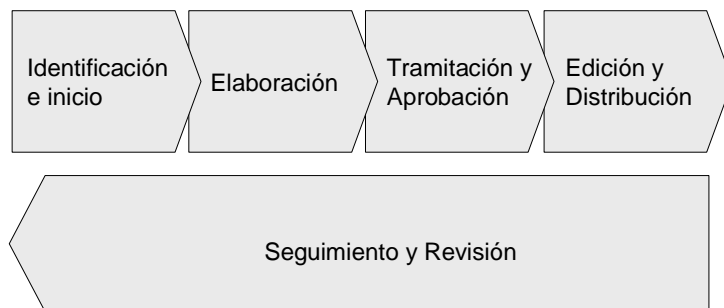 Identificación
e inicio
Elaboración
Tramitación y
Aprobación
Edición y
Distribución
Seguimiento y Revisión